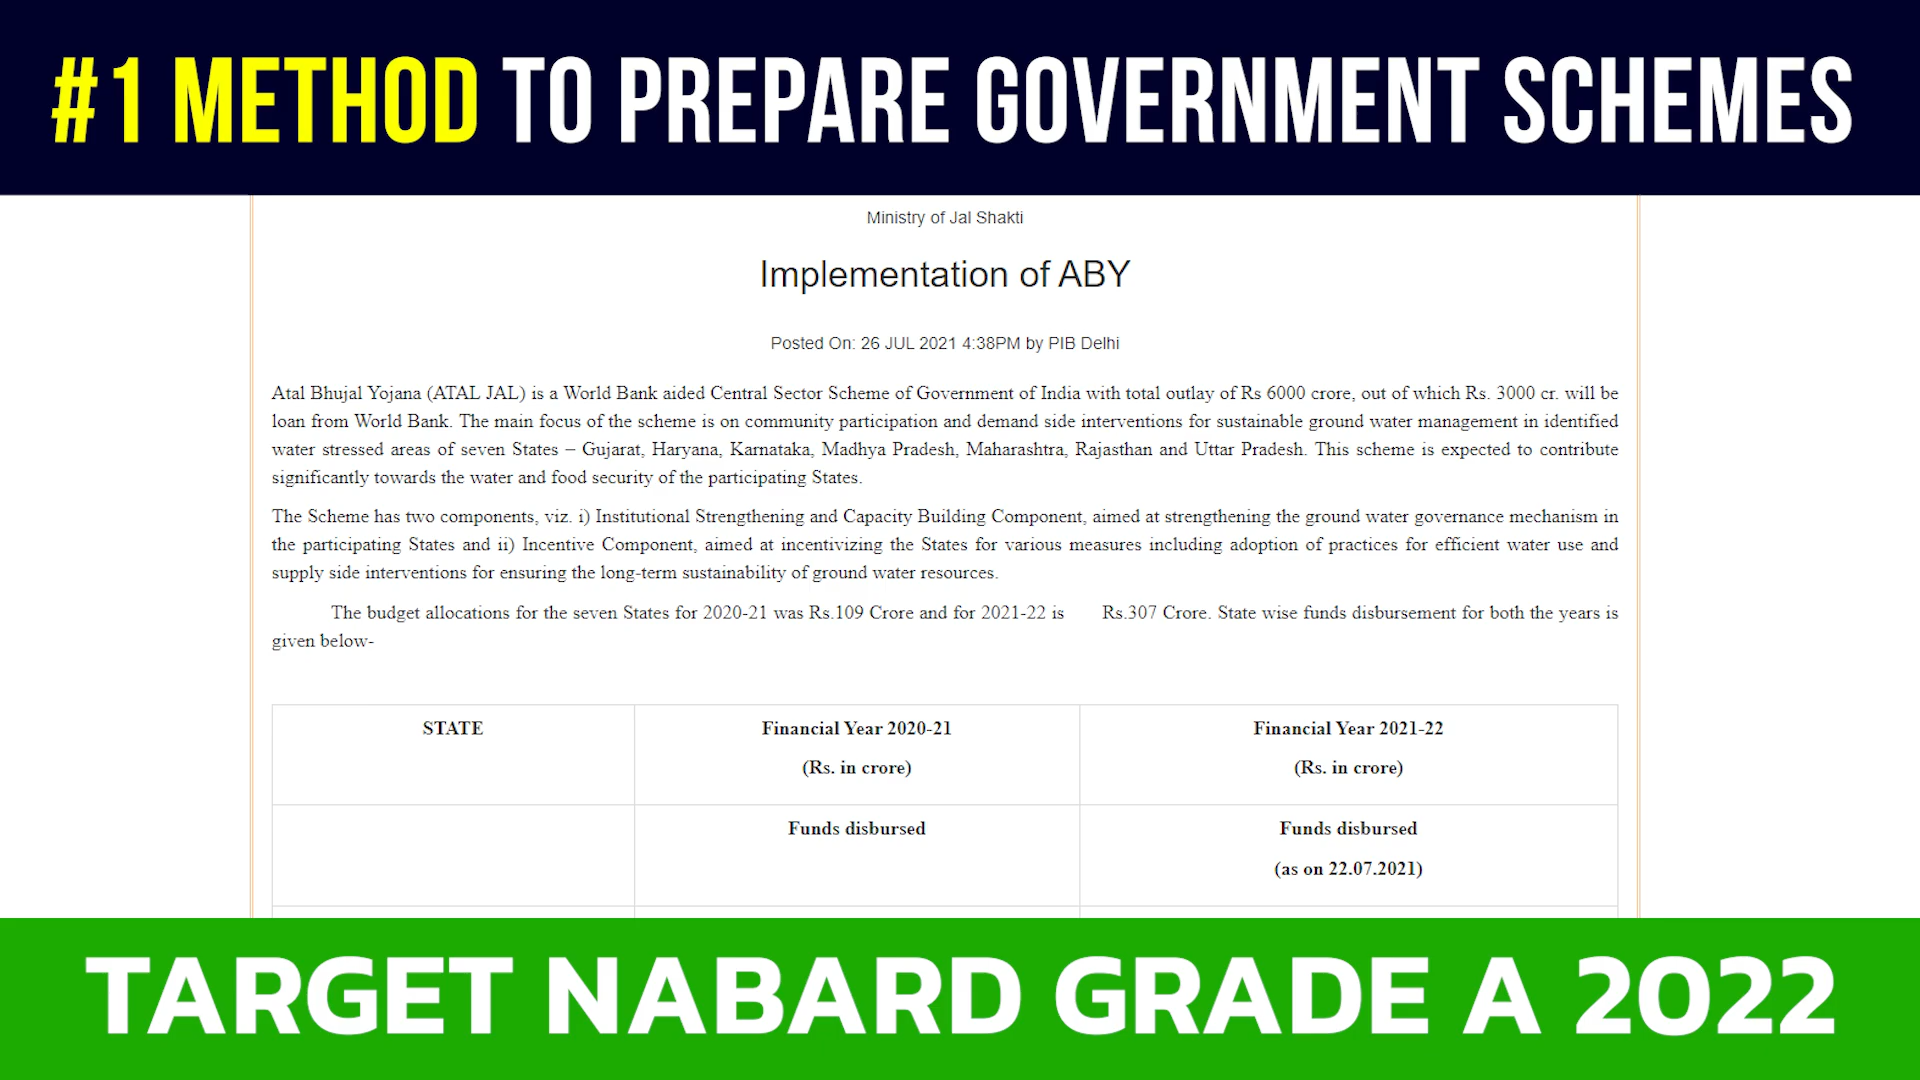 #1 METHOD TO PREPARE GOVERNMENT SCHEMES
Ministry of Jal Shakti
Implementation of ABY
Posted On: 26 JUL 2021 4:38PM by PIB Delhi
Atal Bhujal Yojana (ATAL JAL) is a World Bank aided Central Sector Scheme of Government of India with total outlay of Rs 6000 crore, out of which Rs. 3000 cr. will be
loan from World Bank. The main focus of the scheme is on community participation and demand side interventions for sustainable ground water management in identified
water stressed areas of seven States – Gujarat, Haryana, Karnataka, Madhya Pradesh, Maharashtra, Rajasthan and Uttar Pradesh. This scheme is expected to contribute
significantly towards the water and food security of the participating States.
The Scheme has two components, viz. i) Institutional Strengthening and Capacity Building Component, aimed at strengthening the ground water governance mechanism in
the participating States and ii) Incentive Component, aimed at incentivizing the States for various measures including adoption of practices for efficient water use and
supply side interventions for ensuring the long-term sustainability of ground water resources.
The budget allocations for the seven States for 2020-21 was Rs.109 Crore and for 2021-22 is Rs.307 Crore. State wise funds disbursement for both the years is
given below-
STATE Financial Year 2020-21 Financial Year 2021-22
(Rs. in crore) (Rs. in crore)
Funds disbursed Funds disbursed
(as on 22.07.2021)
TARGET NABARD GRADE A 2022